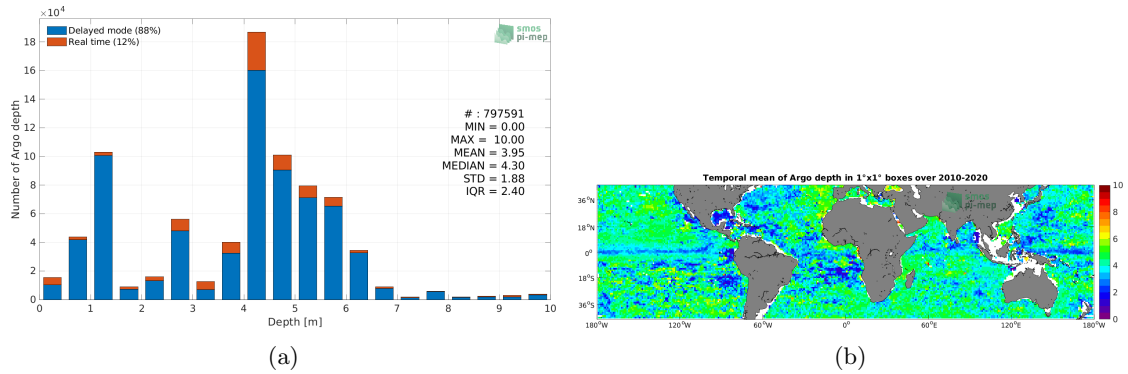 ×10⁴
Delayed mode (88%)
Real time (12%)
smos
pi-mep
18
16
14
12
10
8
6
4
2
0
Number of Argo depth
# : 797591
MIN = 0.00
MAX = 10.00
MEAN = 3.95
MEDIAN = 4.30
STD = 1.88
IQR = 2.40
0 1 2 3 4 5 6 7 8 9 10
Depth [m]
(a)
Temporal mean of Argo depth in 1°x1° boxes over 2010-2020
smos
pi-mep
36°N
18°N
0°
18°S
36°S
180°W 120°W 60°W 0° 60°E 120°E 180°W
10
8
6
4
2
0
(b)